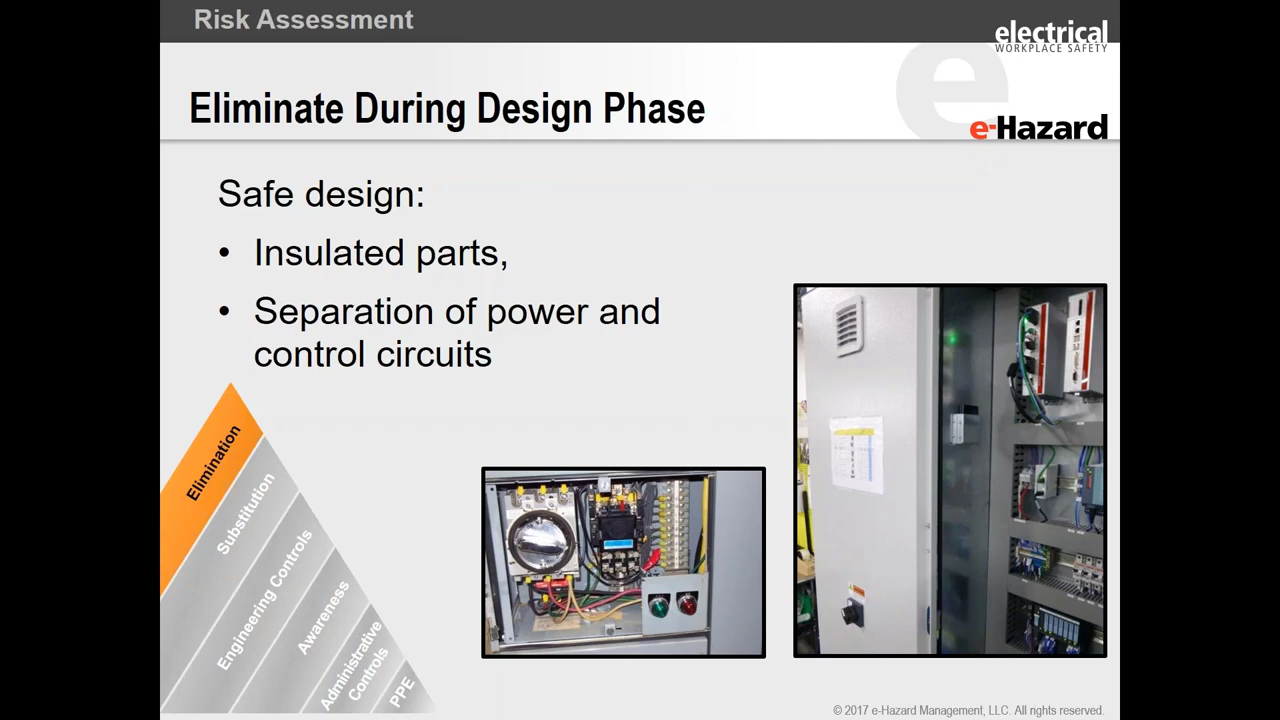 Risk Assessment
electrical
WORKPLACE SAFETY
Eliminate During Design Phase
e-Hazard
Safe design:
• Insulated parts,
• Separation of power and
control circuits
Elimination
Substitution
Engineering Controls
Awareness
Administrative
Controls
PPE
© 2017 e-Hazard Management, LLC. All rights reserved.